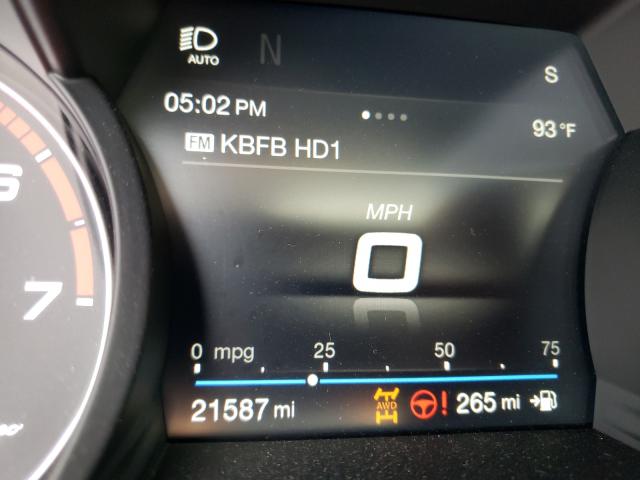 AUTO
N
S
05:02 PM
93 °F
FM KBFB HD1
6
7
MPH
0
0 mpg 25 50 75
21587 mi AWD ! 265 mi